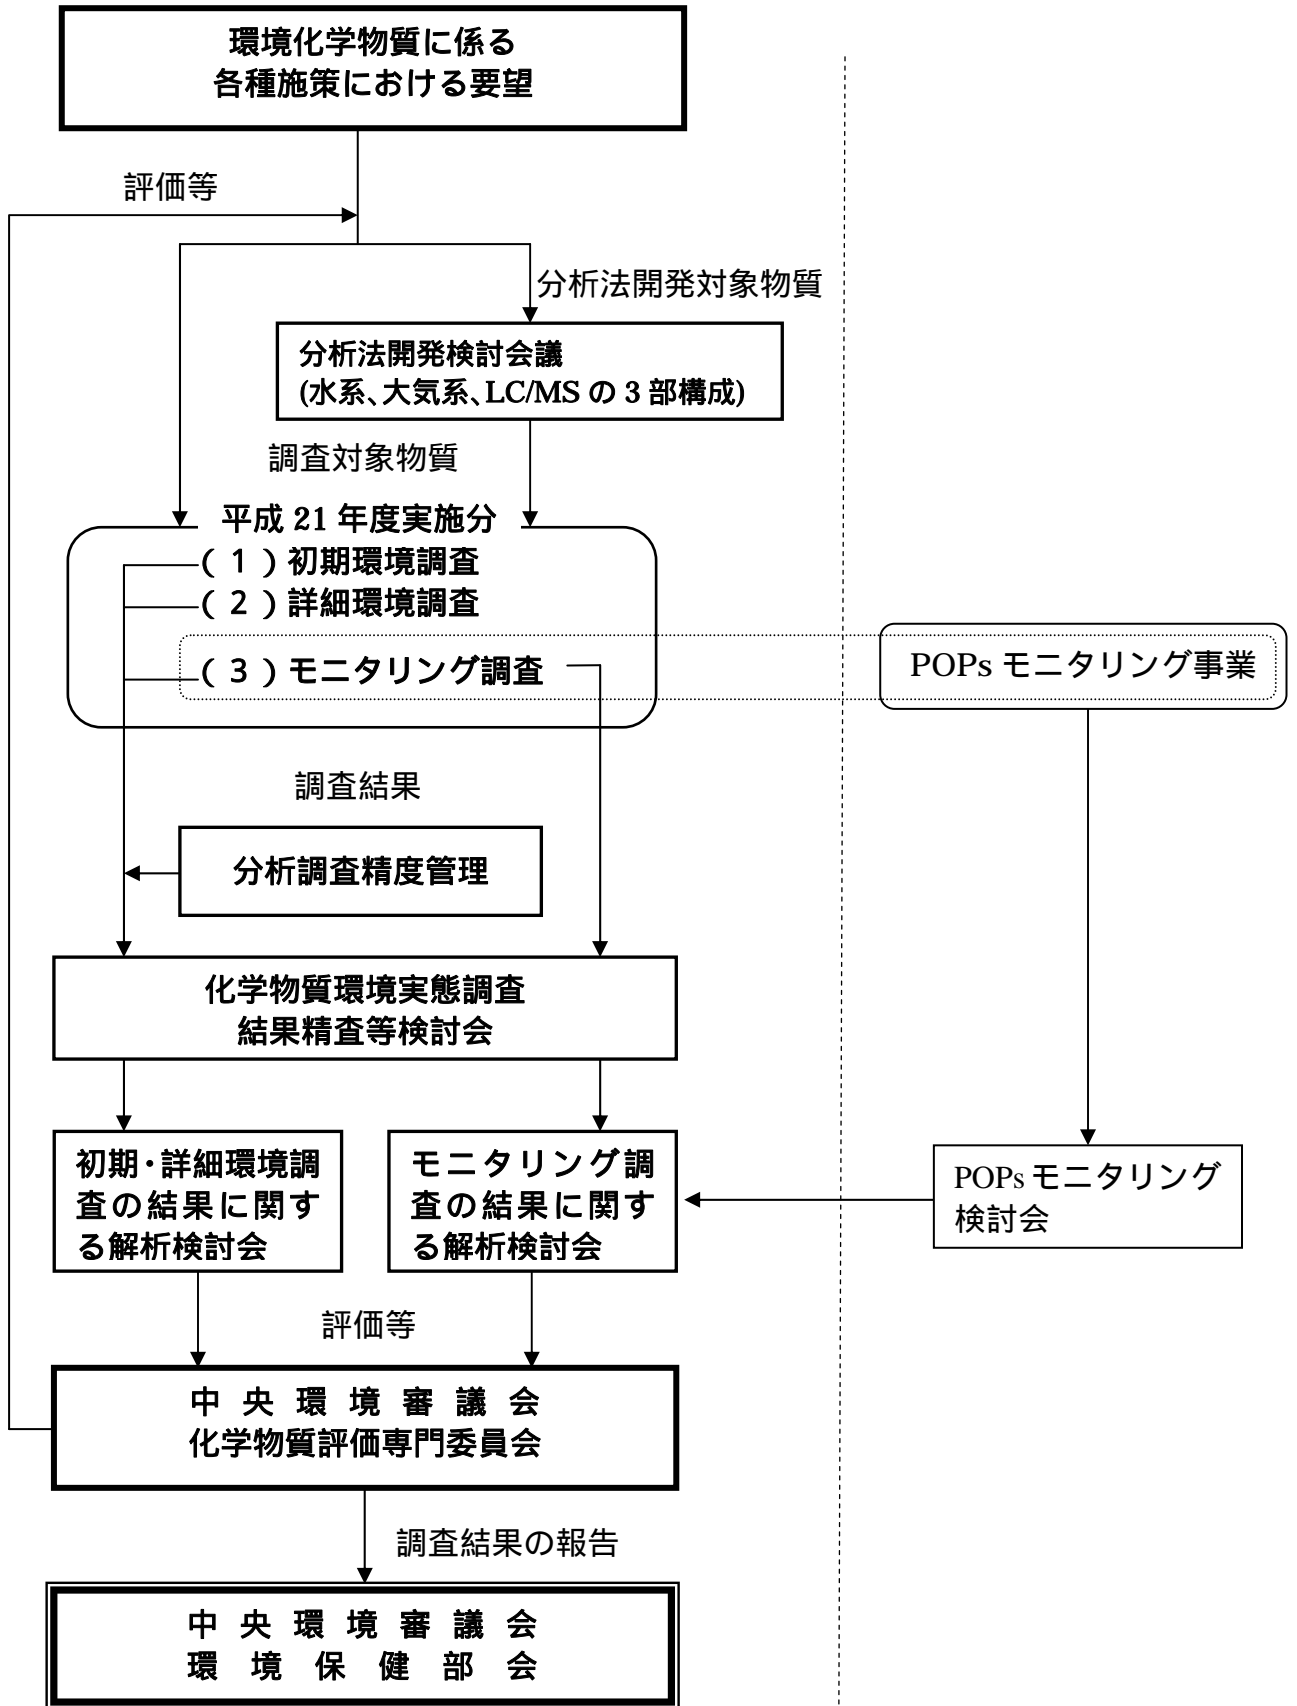 環境化学物質に係る
各種施策における要望
評価等
分析法開発対象物質
分析法開発検討会議
(水系、大気系、LC/MS の 3 部構成)
調査対象物質
平成 21 年度実施分
(１)初期環境調査
(２)詳細環境調査
(３)モニタリング調査
POPs モニタリング事業
調査結果
分析調査精度管理
化学物質環境実態調査
結果精査等検討会
初期・詳細環境調
査の結果に関す
る解析検討会
モニタリング調
査の結果に関す
る解析検討会
POPs モニタリング
検討会
評価等
中央環境審議会
化学物質評価専門委員会
調査結果の報告
中央環境審議会
環境保健部会